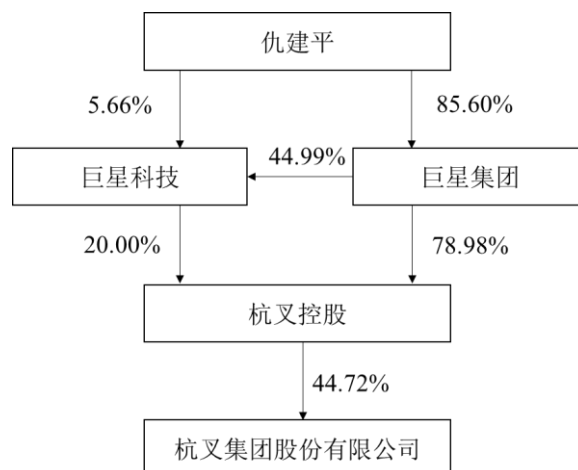 仇建平
5.66%
85.60%
44.99%
巨星科技
巨星集团
20.00%
78.98%
杭叉控股
44.72%
杭叉集团股份有限公司